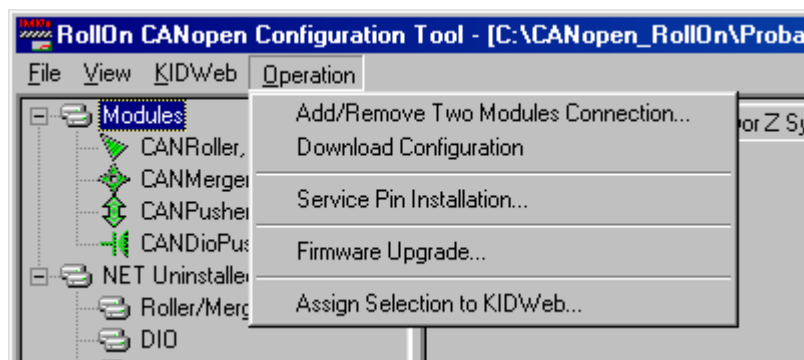 RollOn CANopen Configuration Tool - [C:\CANopen_RollOn\Proba
File View KIDWeb Operation
Modules
CANRoller,
CANMerger
CANPusher
CANDioPus
NET Uninstalled
Roller/Merg
DIO
Add/Remove Two Modules Connection...
Download Configuration
Service Pin Installation...
Firmware Upgrade...
Assign Selection to KIDWeb...
or Z Sy